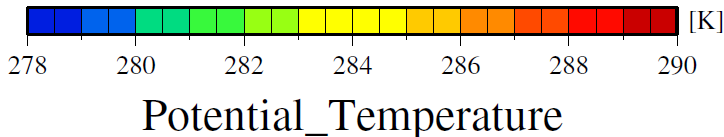 [K]
278 280 282 284 286 288 290
Potential_Temperature